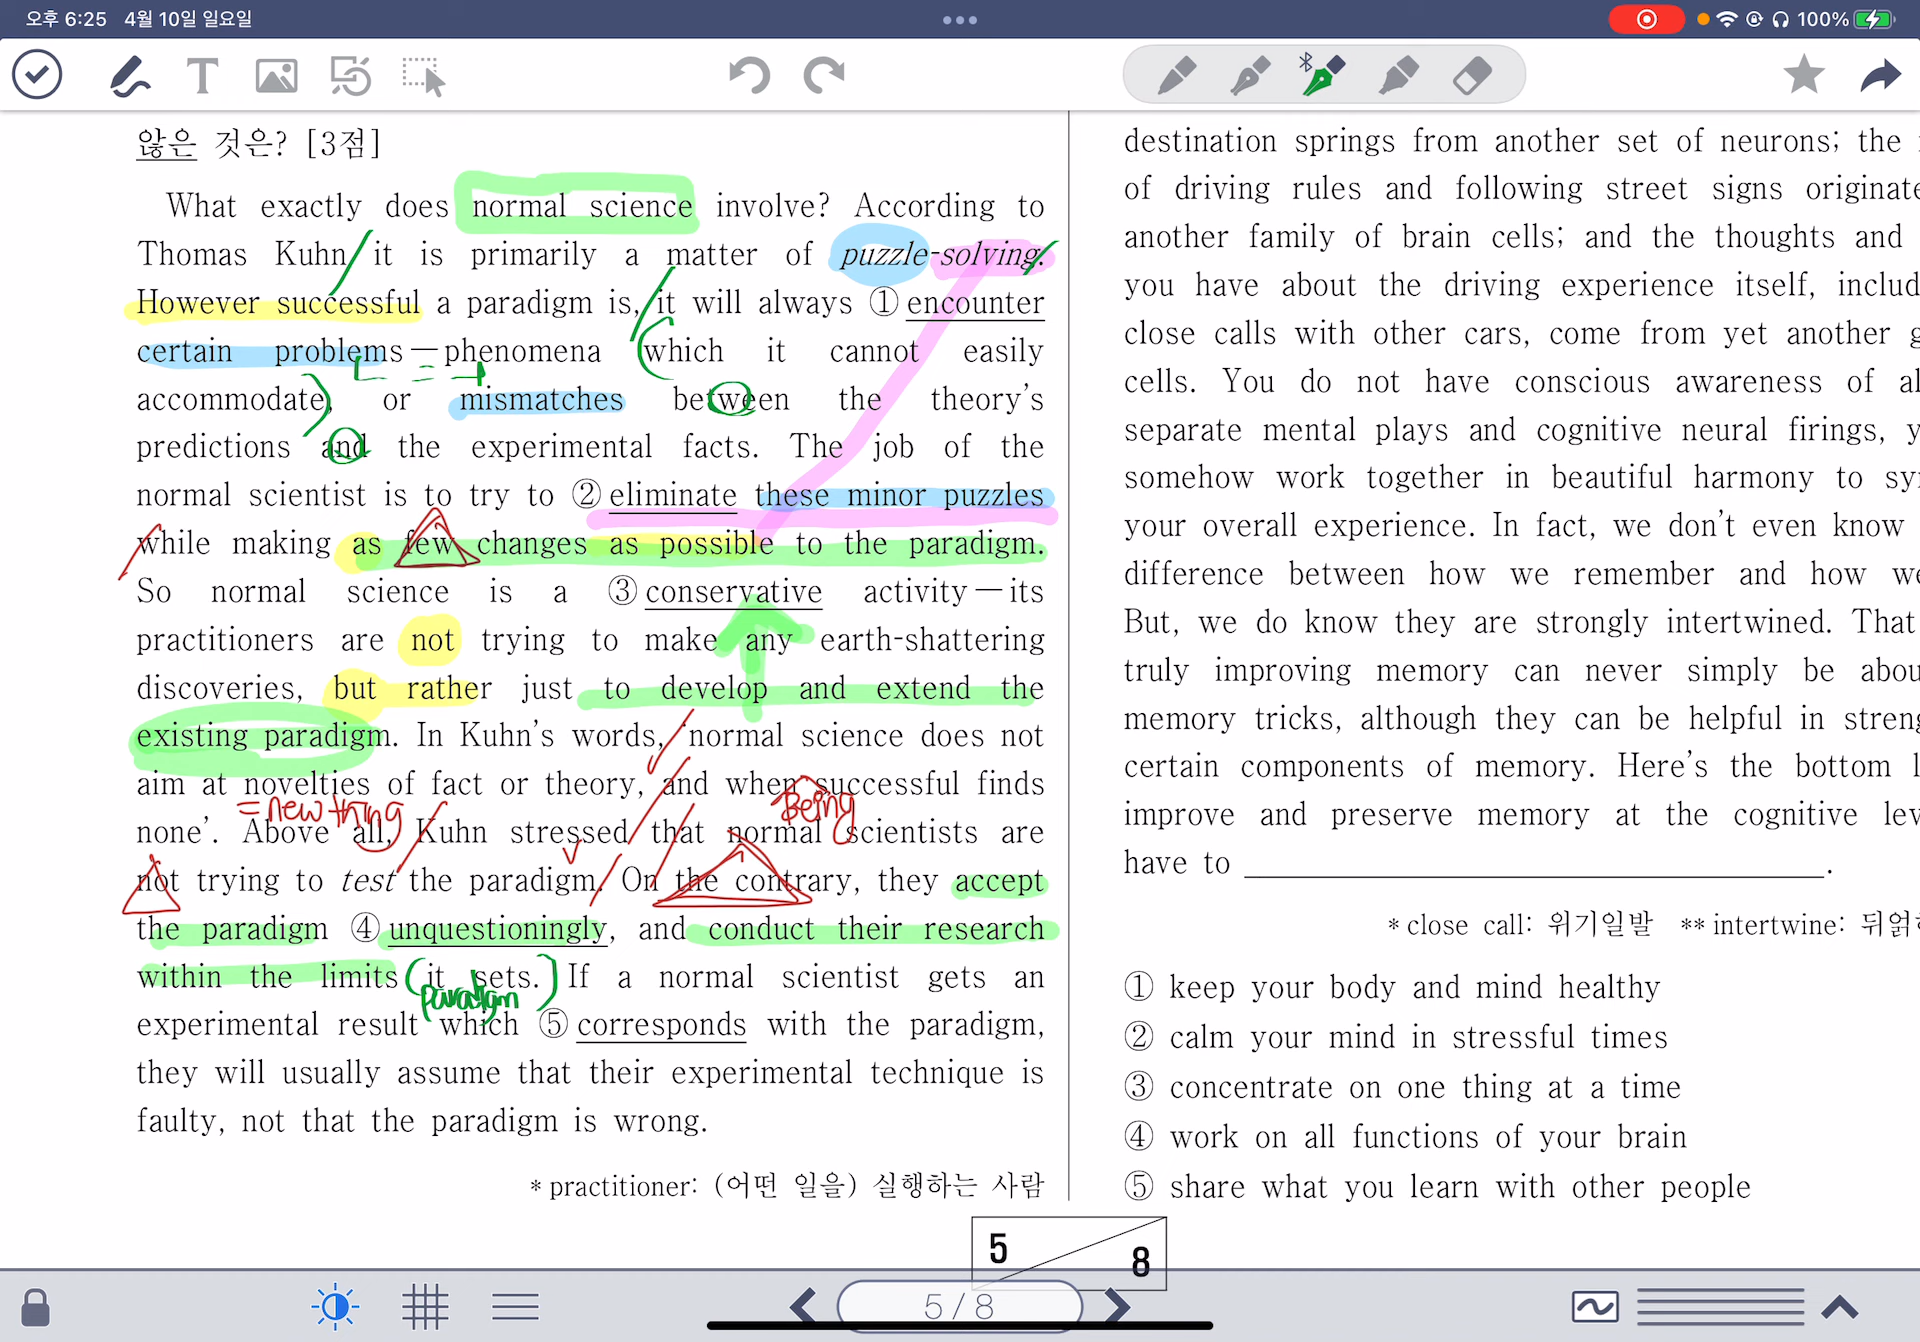 오후 6:25 4월 10일 일요일
100%
않은 것은? [3점]
What exactly does normal science involve? According to
Thomas Kuhn, it is primarily a matter of puzzle-solving.
However successful a paradigm is, it will always ① encounter
certain problems—phenomena which it cannot easily
accommodate, or mismatches between the theory's
predictions and the experimental facts. The job of the
normal scientist is to try to ② eliminate these minor puzzles
while making as few changes as possible to the paradigm.
So normal science is a ③ conservative activity—its
practitioners are not trying to make any earth-shattering
discoveries, but rather just to develop and extend the
existing paradigm. In Kuhn's words, 'normal science does not
aim at novelties of fact or theory, and when successful finds
= new thing
Being
none'. Above all, Kuhn stressed that normal scientists are
not trying to test the paradigm. On the contrary, they accept
the paradigm ④ unquestioningly, and conduct their research
within the limits it sets. If a normal scientist gets an
paradigm
experimental result which ⑤ corresponds with the paradigm,
they will usually assume that their experimental technique is
faulty, not that the paradigm is wrong.
* practitioner: (어떤 일을) 실행하는 사람
destination springs from another set of neurons; the
of driving rules and following street signs originate
another family of brain cells; and the thoughts and
you have about the driving experience itself, includ
close calls with other cars, come from yet another g
cells. You do not have conscious awareness of al
separate mental plays and cognitive neural firings, y
somehow work together in beautiful harmony to sy
your overall experience. In fact, we don't even know
difference between how we remember and how we
But, we do know they are strongly intertwined. That
truly improving memory can never simply be abou
memory tricks, although they can be helpful in streng
certain components of memory. Here's the bottom l
improve and preserve memory at the cognitive lev
have to ____________.
* close call: 위기일발 ** intertwine: 뒤얽히
① keep your body and mind healthy
② calm your mind in stressful times
③ concentrate on one thing at a time
④ work on all functions of your brain
⑤ share what you learn with other people
5 8
5 / 8